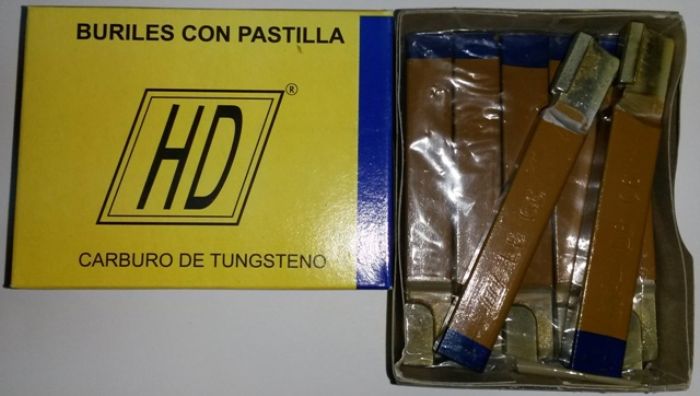 BURILES CON PASTILLA
HD®
CARBURO DE TUNGSTENO